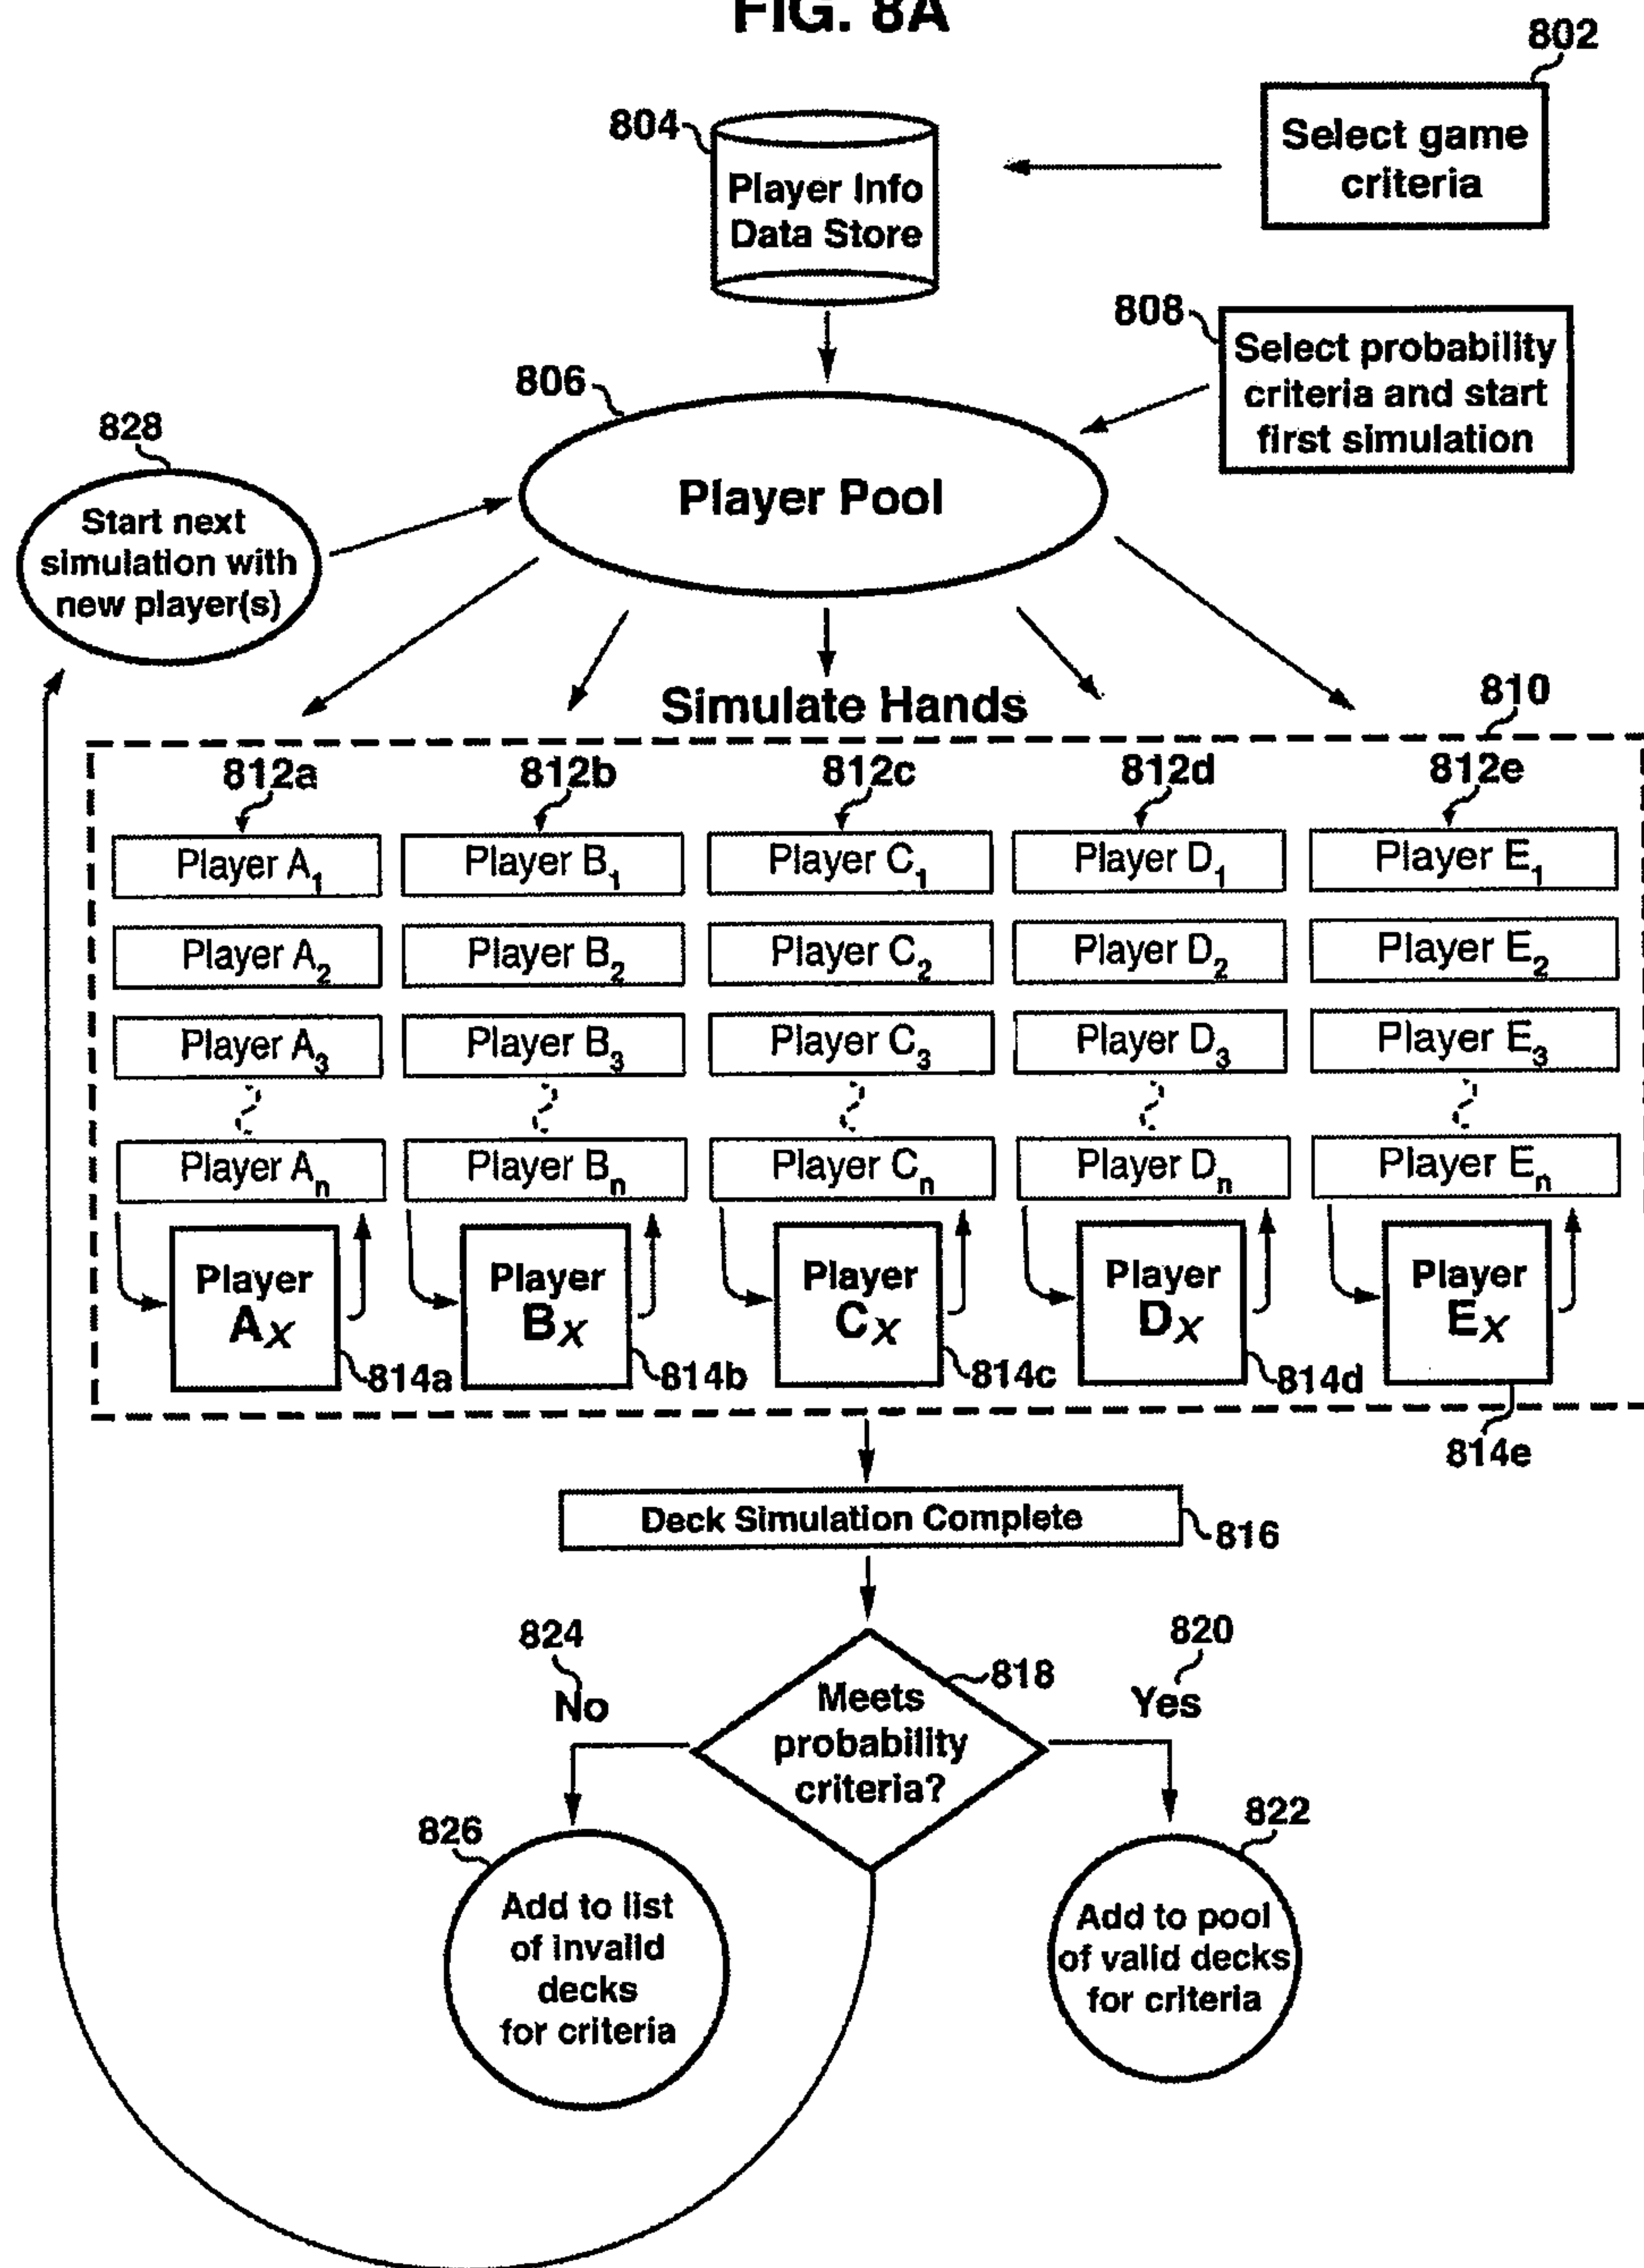 FIG. 8A
802
Select game
criteria
804
Player Info
Data Store
808
Select probability
criteria and start
first simulation
806
Player Pool
828
Start next
simulation with
new player(s)
Simulate Hands
810
812a 812b 812c 812d 812e
Player A1 Player B1 Player C1 Player D1 Player E1
Player A2 Player B2 Player C2 Player D2 Player E2
Player A3 Player B3 Player C3 Player D3 Player E3
Player An Player Bn Player Cn Player Dn Player En
Player Player Player Player Player
AX BX CX DX EX
814a 814b 814c 814d
814e
Deck Simulation Complete
816
824
No
818
820
Yes
Meets
probability
criteria?
826
Add to list
of invalid
decks
for criteria
822
Add to pool
of valid decks
for criteria